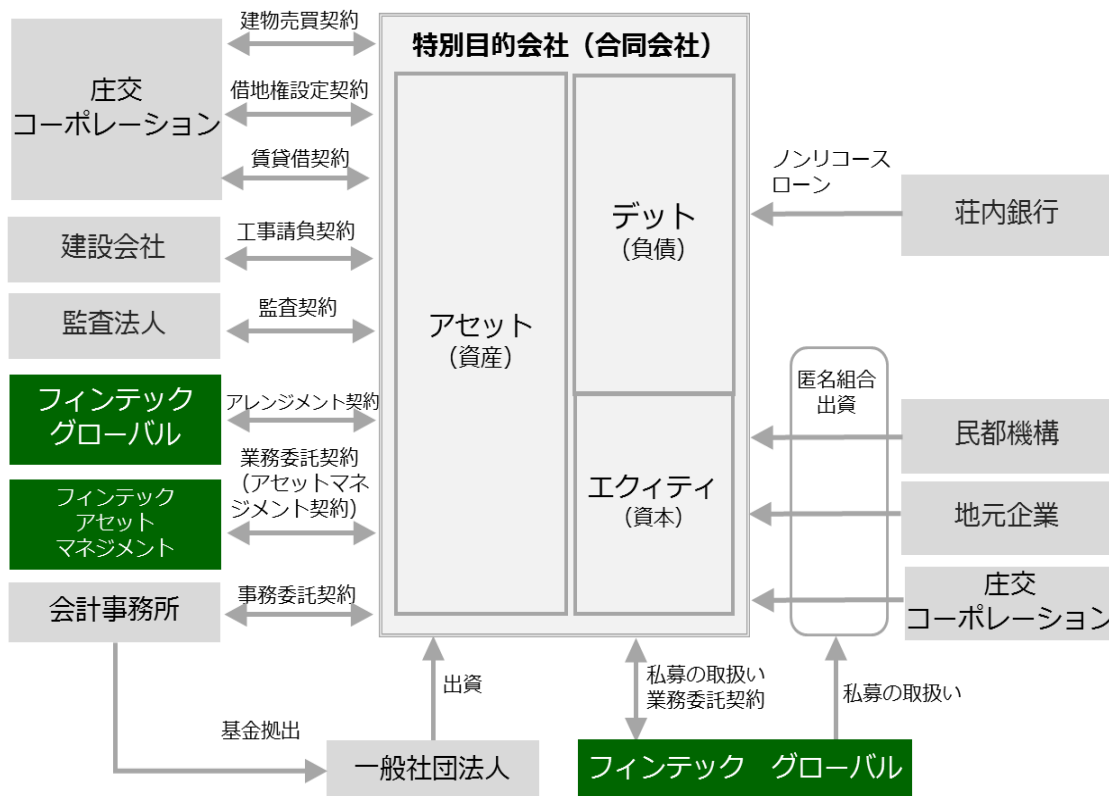 建物売買契約
特別目的会社（合同会社）
庄交
コーポレーション
借地権設定契約
賃貸借契約
ノンリコース
ローン
荘内銀行
デット
（負債）
建設会社
工事請負契約
監査法人
監査契約
アセット
（資産）
匿名組合
出資
フィンテック
グローバル
アレンジメント契約
民都機構
業務委託契約
（アセットマネ
ジメント契約）
エクィティ
（資本）
フィンテック
アセット
マネジメント
地元企業
会計事務所
事務委託契約
庄交
コーポレーション
出資
私募の取扱い
業務委託契約
私募の取扱い
基金拠出
一般社団法人
フィンテック　グローバル